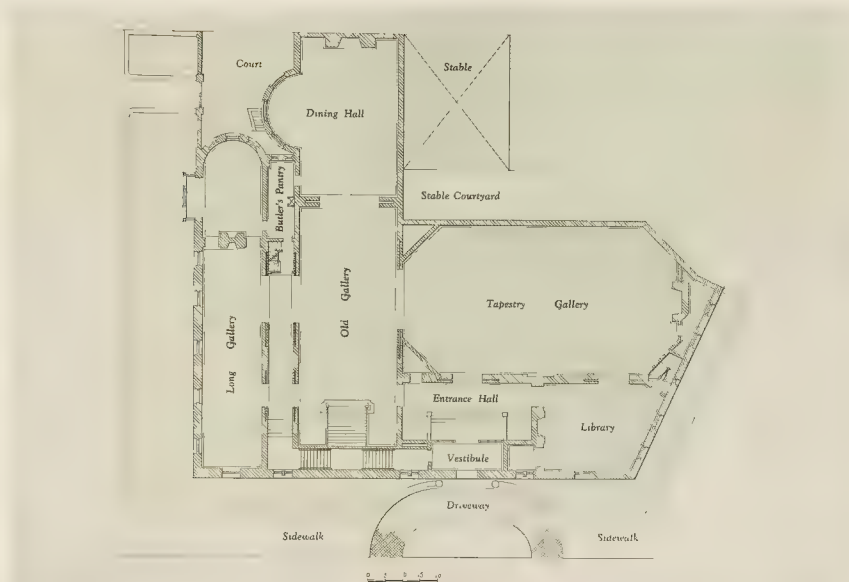 Court
Stable
Dining Hall
Butler's Pantry
Stable Courtyard
Long Gallery
Old Gallery
Tapestry Gallery
Entrance Hall
Library
Vestibule
Driveway
Sidewalk
Sidewalk